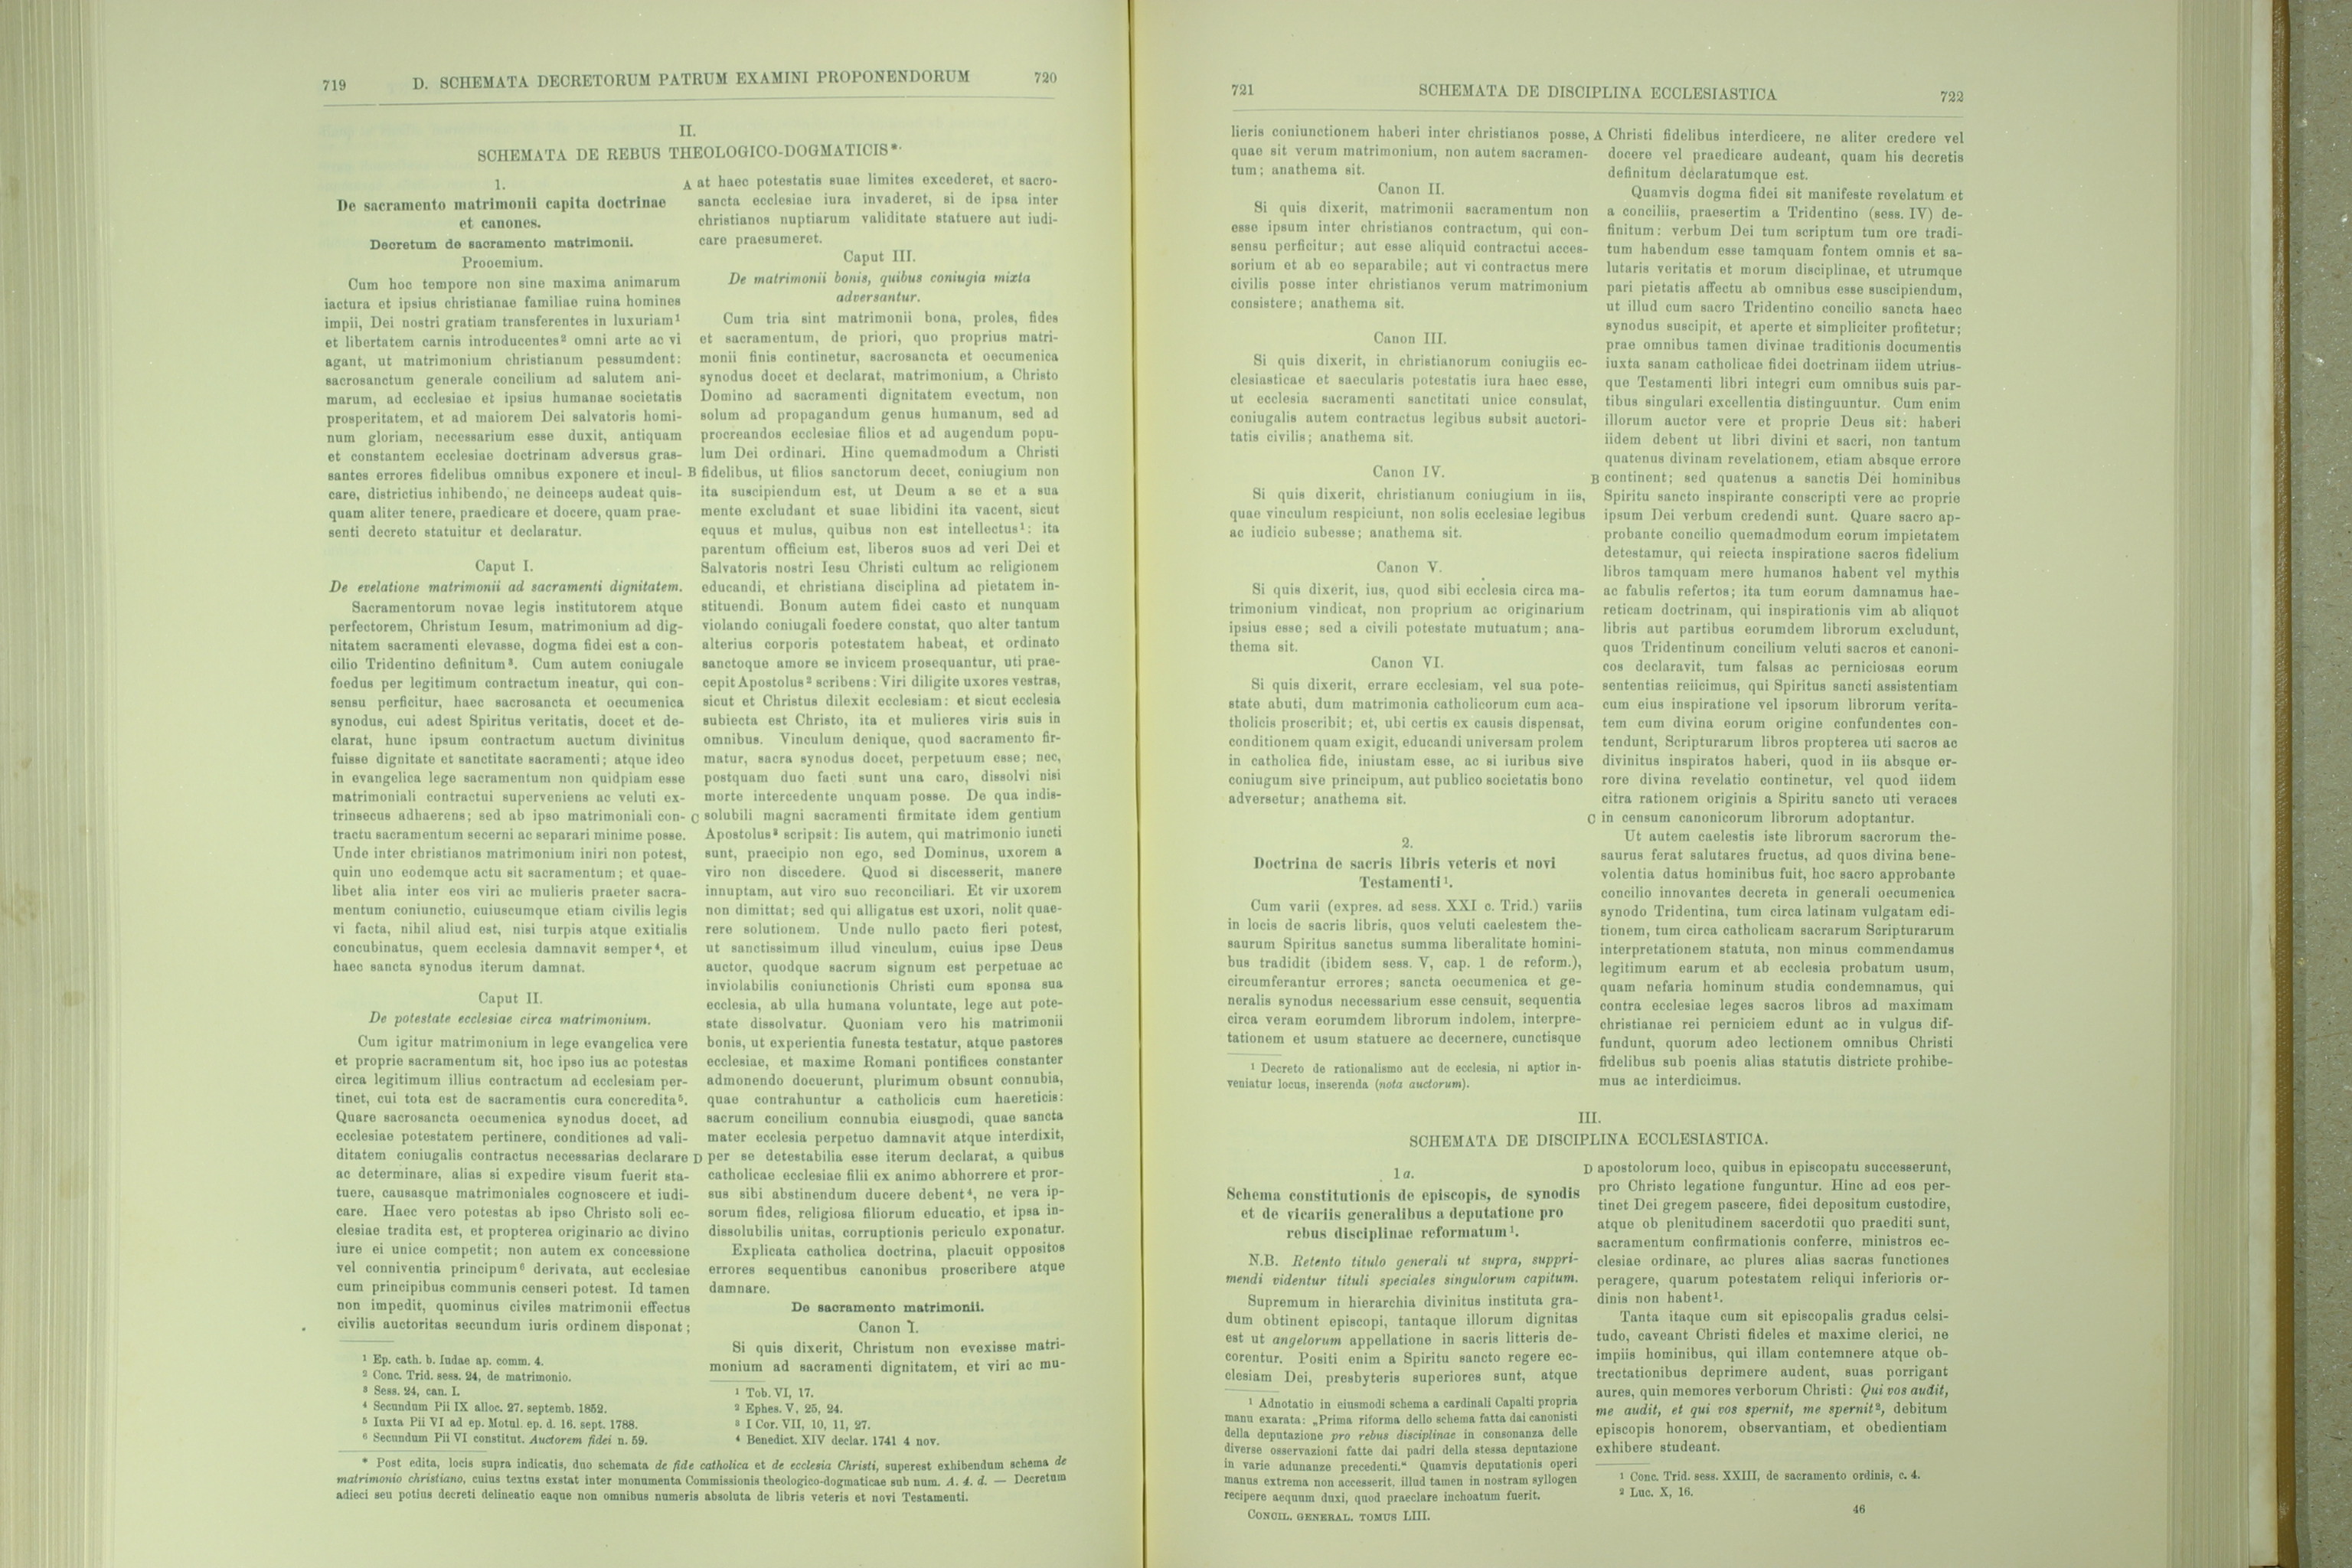 719 D. SCHEMATA DECRETORUM PATRUM EXAMINI PROPONENDORUM 720
II.
SCHEMATA DE REBUS THEOLOGICO-DOGMATICIS*.
1.
De sacramento matrimonii capita doctrinae
et canones.
Decretum de sacramento matrimonii.
Prooemium.
Cum hoc tempore non sine maxima animarum
iactura et ipsius christianae familiae ruina homines
impii, Dei nostri gratiam transferentes in luxuriam¹
et libertatem carnis introducentes² omni arte ac vi
agant, ut matrimonium christianum pessumdent:
sacrosanctum generale concilium ad salutem ani-
marum, ad ecclesiae et ipsius humanae societatis
prosperitatem, et ad maiorem Dei salvatoris homi-
num gloriam, necessarium esse duxit, antiquam
et constantem ecclesiae doctrinam adversus gras-
santes errores fidelibus omnibus exponere et incul-
care, districtius inhibendo, ne deinceps audeat quis-
quam aliter tenere, praedicare et docere, quam prae-
senti decreto statuitur et declaratur.
Caput I.
De evelatione matrimonii ad sacramenti dignitatem.
Sacramentorum novae legis institutorem atque
perfectorem, Christum Iesum, matrimonium ad dig-
nitatem sacramenti elevasse, dogma fidei est a con-
cilio Tridentino definitum³. Cum autem coniugale
foedus per legitimum contractum ineatur, qui con-
sensu perficitur, haec sacrosancta et oecumenica
synodus, cui adest Spiritus veritatis, docet et de-
clarat, hunc ipsum contractum auctum divinitus
fuisse dignitate et sanctitate sacramenti; atque ideo
in evangelica lege sacramentum non quidpiam esse
matrimoniali contractui superveniens ac veluti ex-
trinsecus adhaerens; sed ab ipso matrimoniali con-
tractu sacramentum secerni ac separari minime posse.
Unde inter christianos matrimonium iniri non potest,
quin uno eodemque actu sit sacramentum; et quae-
libet alia inter eos viri ac mulieris praeter sacra-
mentum coniunctio, cuiuscumque etiam civilis legis
vi facta, nihil aliud est, nisi turpis atque exitialis
concubinatus, quem ecclesia damnavit semper⁴, et
haec sancta synodus iterum damnat.
Caput II.
De potestate ecclesiae circa matrimonium.
Cum igitur matrimonium in lege evangelica vere
et proprie sacramentum sit, hoc ipso ius ac potestas
circa legitimum illius contractum ad ecclesiam per-
tinet, cui tota est de sacramentis cura concredita⁵.
Quare sacrosancta oecumenica synodus docet, ad
ecclesiae potestatem pertinere, conditiones ad vali-
ditatem coniugalis contractus necessarias declarare
ac determinare, alias si expedire visum fuerit sta-
tuere, causasque matrimoniales cognoscere et iudi-
care. Haec vero potestas ab ipso Christo soli ec-
clesiae tradita est, et propterea originario ac divino
iure ei unice competit; non autem ex concessione
vel conniventia principum⁶ derivata, aut ecclesiae
cum principibus communis censeri potest. Id tamen
non impedit, quominus civiles matrimonii effectus
civilis auctoritas secundum iuris ordinem disponat;
¹ Ep. cath. b. Iudae ap. comm. 4.
² Conc. Trid. sess. 24, de matrimonio.
³ Sess. 24, can. I.
⁴ Secundum Pii IX alloc. 27. septemb. 1852.
⁵ Iuxta Pii VI ad ep. Motul. ep. d. 16. sept. 1788.
⁶ Secundum Pii VI constitut. Auctorem fidei n. 59.
A at haec potestatis suae limites excederet, et sacro-
sancta ecclesiae iura invaderet, si de ipsa inter
christianos nuptiarum validitate statuere aut iudi-
care praesumeret.
Caput III.
De matrimonii bonis, quibus coniugia mixta
adversantur.
Cum tria sint matrimonii bona, proles, fides
et sacramentum, de priori, quo proprius matri-
monii finis continetur, sacrosancta et oecumenica
synodus docet et declarat, matrimonium, a Christo
Domino ad sacramenti dignitatem evectum, non
solum ad propagandum genus humanum, sed ad
procreandos ecclesiae filios et ad augendum popu-
lum Dei ordinari. Hinc quemadmodum a Christi
B fidelibus, ut filios sanctorum decet, coniugium non
ita suscipiendum est, ut Deum a se et a sua
mente excludant et suae libidini ita vacent, sicut
equus et mulus, quibus non est intellectus¹: ita
parentum officium est, liberos suos ad veri Dei et
Salvatoris nostri Iesu Christi cultum ac religionem
educandi, et christiana disciplina ad pietatem in-
stituendi. Bonum autem fidei casto et nunquam
violando coniugali foedere constat, quo alter tantum
alterius corporis potestatem habeat, et ordinato
sanctoque amore se invicem prosequantur, uti prae-
cepit Apostolus² scribens: Viri diligite uxores vestras,
sicut et Christus dilexit ecclesiam: et sicut ecclesia
subiecta est Christo, ita et mulieres viris suis in
omnibus. Vinculum denique, quod sacramento fir-
matur, sacra synodus docet, perpetuum esse; nec,
postquam duo facti sunt una caro, dissolvi nisi
morte intercedente unquam posse. De qua indis-
C solubili magni sacramenti firmitate idem gentium
Apostolus³ scripsit: Iis autem, qui matrimonio iuncti
sunt, praecipio non ego, sed Dominus, uxorem a
viro non discedere. Quod si discesserit, manere
innuptam, aut viro suo reconciliari. Et vir uxorem
non dimittat; sed qui alligatus est uxori, nolit quae-
rere solutionem. Unde nullo pacto fieri potest,
ut sanctissimum illud vinculum, cuius ipse Deus
auctor, quodque sacrum signum est perpetuae ac
inviolabilis coniunctionis Christi cum sponsa sua
ecclesia, ab ulla humana voluntate, lege aut pote-
state dissolvatur. Quoniam vero his matrimonii
bonis, ut experientia funesta testatur, atque pastores
ecclesiae, et maxime Romani pontifices constanter
admonendo docuerunt, plurimum obsunt connubia,
quae contrahuntur a catholicis cum haereticis:
sacrum concilium connubia eiusmodi, quae sancta
mater ecclesia perpetuo damnavit atque interdixit,
D per se detestabilia esse iterum declarat, a quibus
catholicae ecclesiae filii ex animo abhorrere et pror-
sus sibi abstinendum ducere debent⁴, ne vera ip-
sorum fides, religiosa filiorum educatio, et ipsa in-
dissolubilis unitas, corruptionis periculo exponatur.
Explicata catholica doctrina, placuit oppositos
errores sequentibus canonibus proscribere atque
damnare.
De sacramento matrimonii.
Canon I.
Si quis dixerit, Christum non evexisse matri-
monium ad sacramenti dignitatem, et viri ac mu-
¹ Tob. VI, 17.
² Ephes. V, 25, 24.
³ I Cor. VII, 10, 11, 27.
⁴ Benedict. XIV declar. 1741 4 nov.
* Post edita, locis supra indicatis, duo schemata de fide catholica et de ecclesia Christi, superest exhibendum schema de
matrimonio christiano, cuius textus exstat inter monumenta Commissionis theologico-dogmaticae sub num. A. 4. d. — Decretum
adieci seu potius decreti delineatio eaque non omnibus numeris absoluta de libris veteris et novi Testamenti.
721 SCHEMATA DE DISCIPLINA ECCLESIASTICA 722
lieris coniunctionem haberi inter christianos posse,
quae sit verum matrimonium, non autem sacramen-
tum; anathema sit.
Canon II.
Si quis dixerit, matrimonii sacramentum non
esse ipsum inter christianos contractum, qui con-
sensu perficitur; aut esse aliquid contractui acces-
sorium et ab eo separabile; aut vi contractus mere
civilis posse inter christianos verum matrimonium
consistere; anathema sit.
Canon III.
Si quis dixerit, in christianorum coniugiis ec-
clesiasticae et saecularis potestatis iura haec esse,
ut ecclesia sacramenti sanctitati unice consulat,
coniugalis autem contractus legibus subsit auctori-
tatis civilis; anathema sit.
Canon IV.
Si quis dixerit, christianum coniugium in iis,
quae vinculum respiciunt, non solis ecclesiae legibus
ac iudicio subesse; anathema sit.
Canon V.
Si quis dixerit, ius, quod sibi ecclesia circa ma-
trimonium vindicat, non proprium ac originarium
ipsius esse; sed a civili potestate mutuatum; ana-
thema sit.
Canon VI.
Si quis dixerit, errare ecclesiam, vel sua pote-
state abuti, dum matrimonia catholicorum cum aca-
tholicis proscribit; et, ubi certis ex causis dispensat,
conditionem quam exigit, educandi universam prolem
in catholica fide, iniustam esse, ac si iuribus sive
coniugum sive principum, aut publico societatis bono
adversetur; anathema sit.
2.
Doctrina de sacris libris veteris et novi
Testamenti¹.
Cum varii (expres. ad sess. XXI c. Trid.) variis
in locis de sacris libris, quos veluti caelestem the-
saurum Spiritus sanctus summa liberalitate homini-
bus tradidit (ibidem sess. V, cap. 1 de reform.),
circumferantur errores; sancta oecumenica et ge-
neralis synodus necessarium esse censuit, sequentia
circa veram eorumdem librorum indolem, interpre-
tationem et usum statuere ac decernere, cunctisque
¹ Decreto de rationalismo aut de ecclesia, ni aptior in-
veniatur locus, inserenda (nota auctorum).
A Christi fidelibus interdicere, ne aliter credere vel
docere vel praedicare audeant, quam his decretis
definitum declaratumque est.
Quamvis dogma fidei sit manifeste revelatum et
a conciliis, praesertim a Tridentino (sess. IV) de-
finitum: verbum Dei tum scriptum tum ore tradi-
tum habendum esse tamquam fontem omnis et sa-
lutaris veritatis et morum disciplinae, et utrumque
pari pietatis affectu ab omnibus esse suscipiendum,
ut illud cum sacro Tridentino concilio sancta haec
synodus suscipit, et aperte et simpliciter profitetur;
prae omnibus tamen divinae traditionis documentis
iuxta sanam catholicae fidei doctrinam iidem utrius-
que Testamenti libri integri cum omnibus suis par-
tibus singulari excellentia distinguuntur. Cum enim
illorum auctor vere et proprie Deus sit: haberi
iidem debent ut libri divini et sacri, non tantum
quatenus divinam revelationem, etiam absque errore
B continent; sed quatenus a sanctis Dei hominibus
Spiritu sancto inspirante conscripti vere ac proprie
ipsum Dei verbum credendi sunt. Quare sacro ap-
probante concilio quemadmodum eorum impietatem
detestamur, qui reiecta inspiratione sacros fidelium
libros tamquam mere humanos habent vel mythis
ac fabulis refertos; ita tum eorum damnamus hae-
reticam doctrinam, qui inspirationis vim ab aliquot
libris aut partibus eorumdem librorum excludunt,
quos Tridentinum concilium veluti sacros et canoni-
cos declaravit, tum falsas ac perniciosas eorum
sententias reiicimus, qui Spiritus sancti assistentiam
cum eius inspiratione vel ipsorum librorum verita-
tem cum divina eorum origine confundentes con-
tendunt, Scripturarum libros propterea uti sacros ac
divinitus inspiratos haberi, quod in iis absque er-
rore divina revelatio continetur, vel quod iidem
citra rationem originis a Spiritu sancto uti veraces
C in censum canonicorum librorum adoptantur.
Ut autem caelestis iste librorum sacrorum the-
saurus ferat salutares fructus, ad quos divina bene-
volentia datus hominibus fuit, hoc sacro approbante
concilio innovantes decreta in generali oecumenica
synodo Tridentina, tum circa latinam vulgatam edi-
tionem, tum circa catholicam sacrarum Scripturarum
interpretationem statuta, non minus commendamus
legitimum earum et ab ecclesia probatum usum,
quam nefaria hominum studia condemnamus, qui
contra ecclesiae leges sacros libros ad maximam
christianae rei perniciem edunt ac in vulgus dif-
fundunt, quorum adeo lectionem omnibus Christi
fidelibus sub poenis alias statutis districte prohibe-
mus ac interdicimus.
III.
SCHEMATA DE DISCIPLINA ECCLESIASTICA.
1a.
Schema constitutionis de episcopis, de synodis
et de vicariis generalibus a deputatione pro
rebus disciplinae reformatum¹.
N.B. Retento titulo generali ut supra, suppri-
mendi videntur tituli speciales singulorum capitum.
Supremum in hierarchia divinitus instituta gra-
dum obtinent episcopi, tantaque illorum dignitas
est ut angelorum appellatione in sacris litteris de-
corentur. Positi enim a Spiritu sancto regere ec-
clesiam Dei, presbyteris superiores sunt, atque
¹ Adnotatio in eiusmodi schema a cardinali Capalti propria
manu exarata: „Prima riforma dello schema fatta dai canonisti
della deputazione pro rebus disciplinae in consonanza delle
diverse osservazioni fatte dai padri della stessa deputazione
in varie adunanze precedenti.“ Quamvis deputationis operi
manus extrema non accesserit, illud tamen in nostram syllogen
recipere aequum duxi, quod praeclare inchoatum fuerit.
CONCIL. GENERAL. TOMUS LIII.
D apostolorum loco, quibus in episcopatu successerunt,
pro Christo legatione funguntur. Hinc ad eos per-
tinet Dei gregem pascere, fidei depositum custodire,
atque ob plenitudinem sacerdotii quo praediti sunt,
sacramentum confirmationis conferre, ministros ec-
clesiae ordinare, ac plures alias sacras functiones
peragere, quarum potestatem reliqui inferioris or-
dinis non habent¹.
Tanta itaque cum sit episcopalis gradus celsi-
tudo, caveant Christi fideles et maxime clerici, ne
impiis hominibus, qui illam contemnere atque ob-
trectationibus deprimere audent, suas porrigant
aures, quin memores verborum Christi: Qui vos audit,
me audit, et qui vos spernit, me spernit², debitum
episcopis honorem, observantiam, et obedientiam
exhibere studeant.
¹ Conc. Trid. sess. XXIII, de sacramento ordinis, c. 4.
² Luc. X, 16.
46